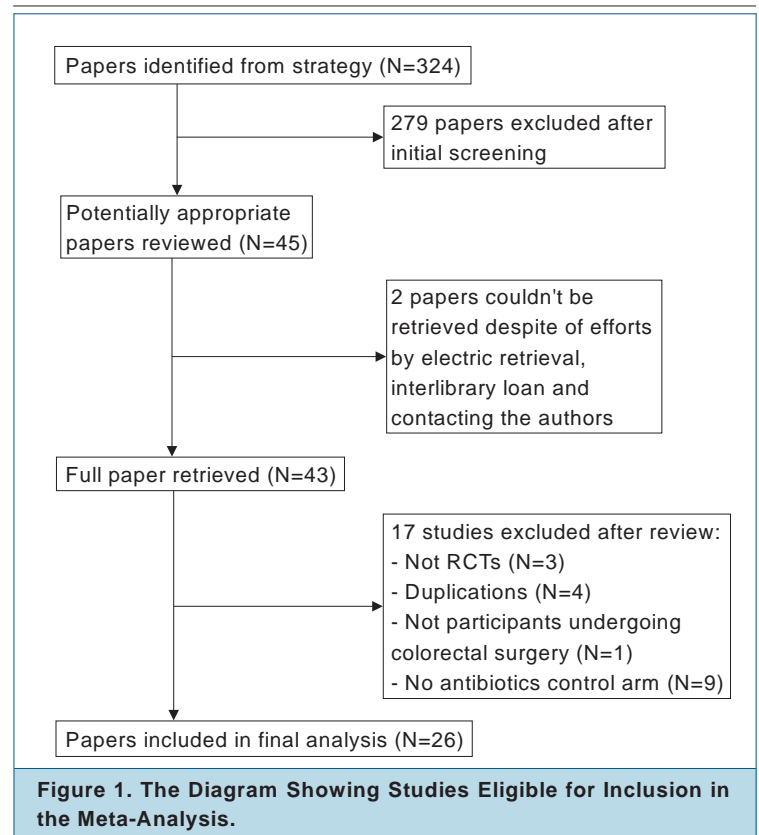 Papers identified from strategy (N=324)
279 papers excluded after
initial screening
Potentially appropriate
papers reviewed (N=45)
2 papers couldn't be
retrieved despite of efforts
by electric retrieval,
interlibrary loan and
contacting the authors
Full paper retrieved (N=43)
17 studies excluded after review:
- Not RCTs (N=3)
- Duplications (N=4)
- Not participants undergoing
colorectal surgery (N=1)
- No antibiotics control arm (N=9)
Papers included in final analysis (N=26)
Figure 1. The Diagram Showing Studies Eligible for Inclusion in
the Meta-Analysis.